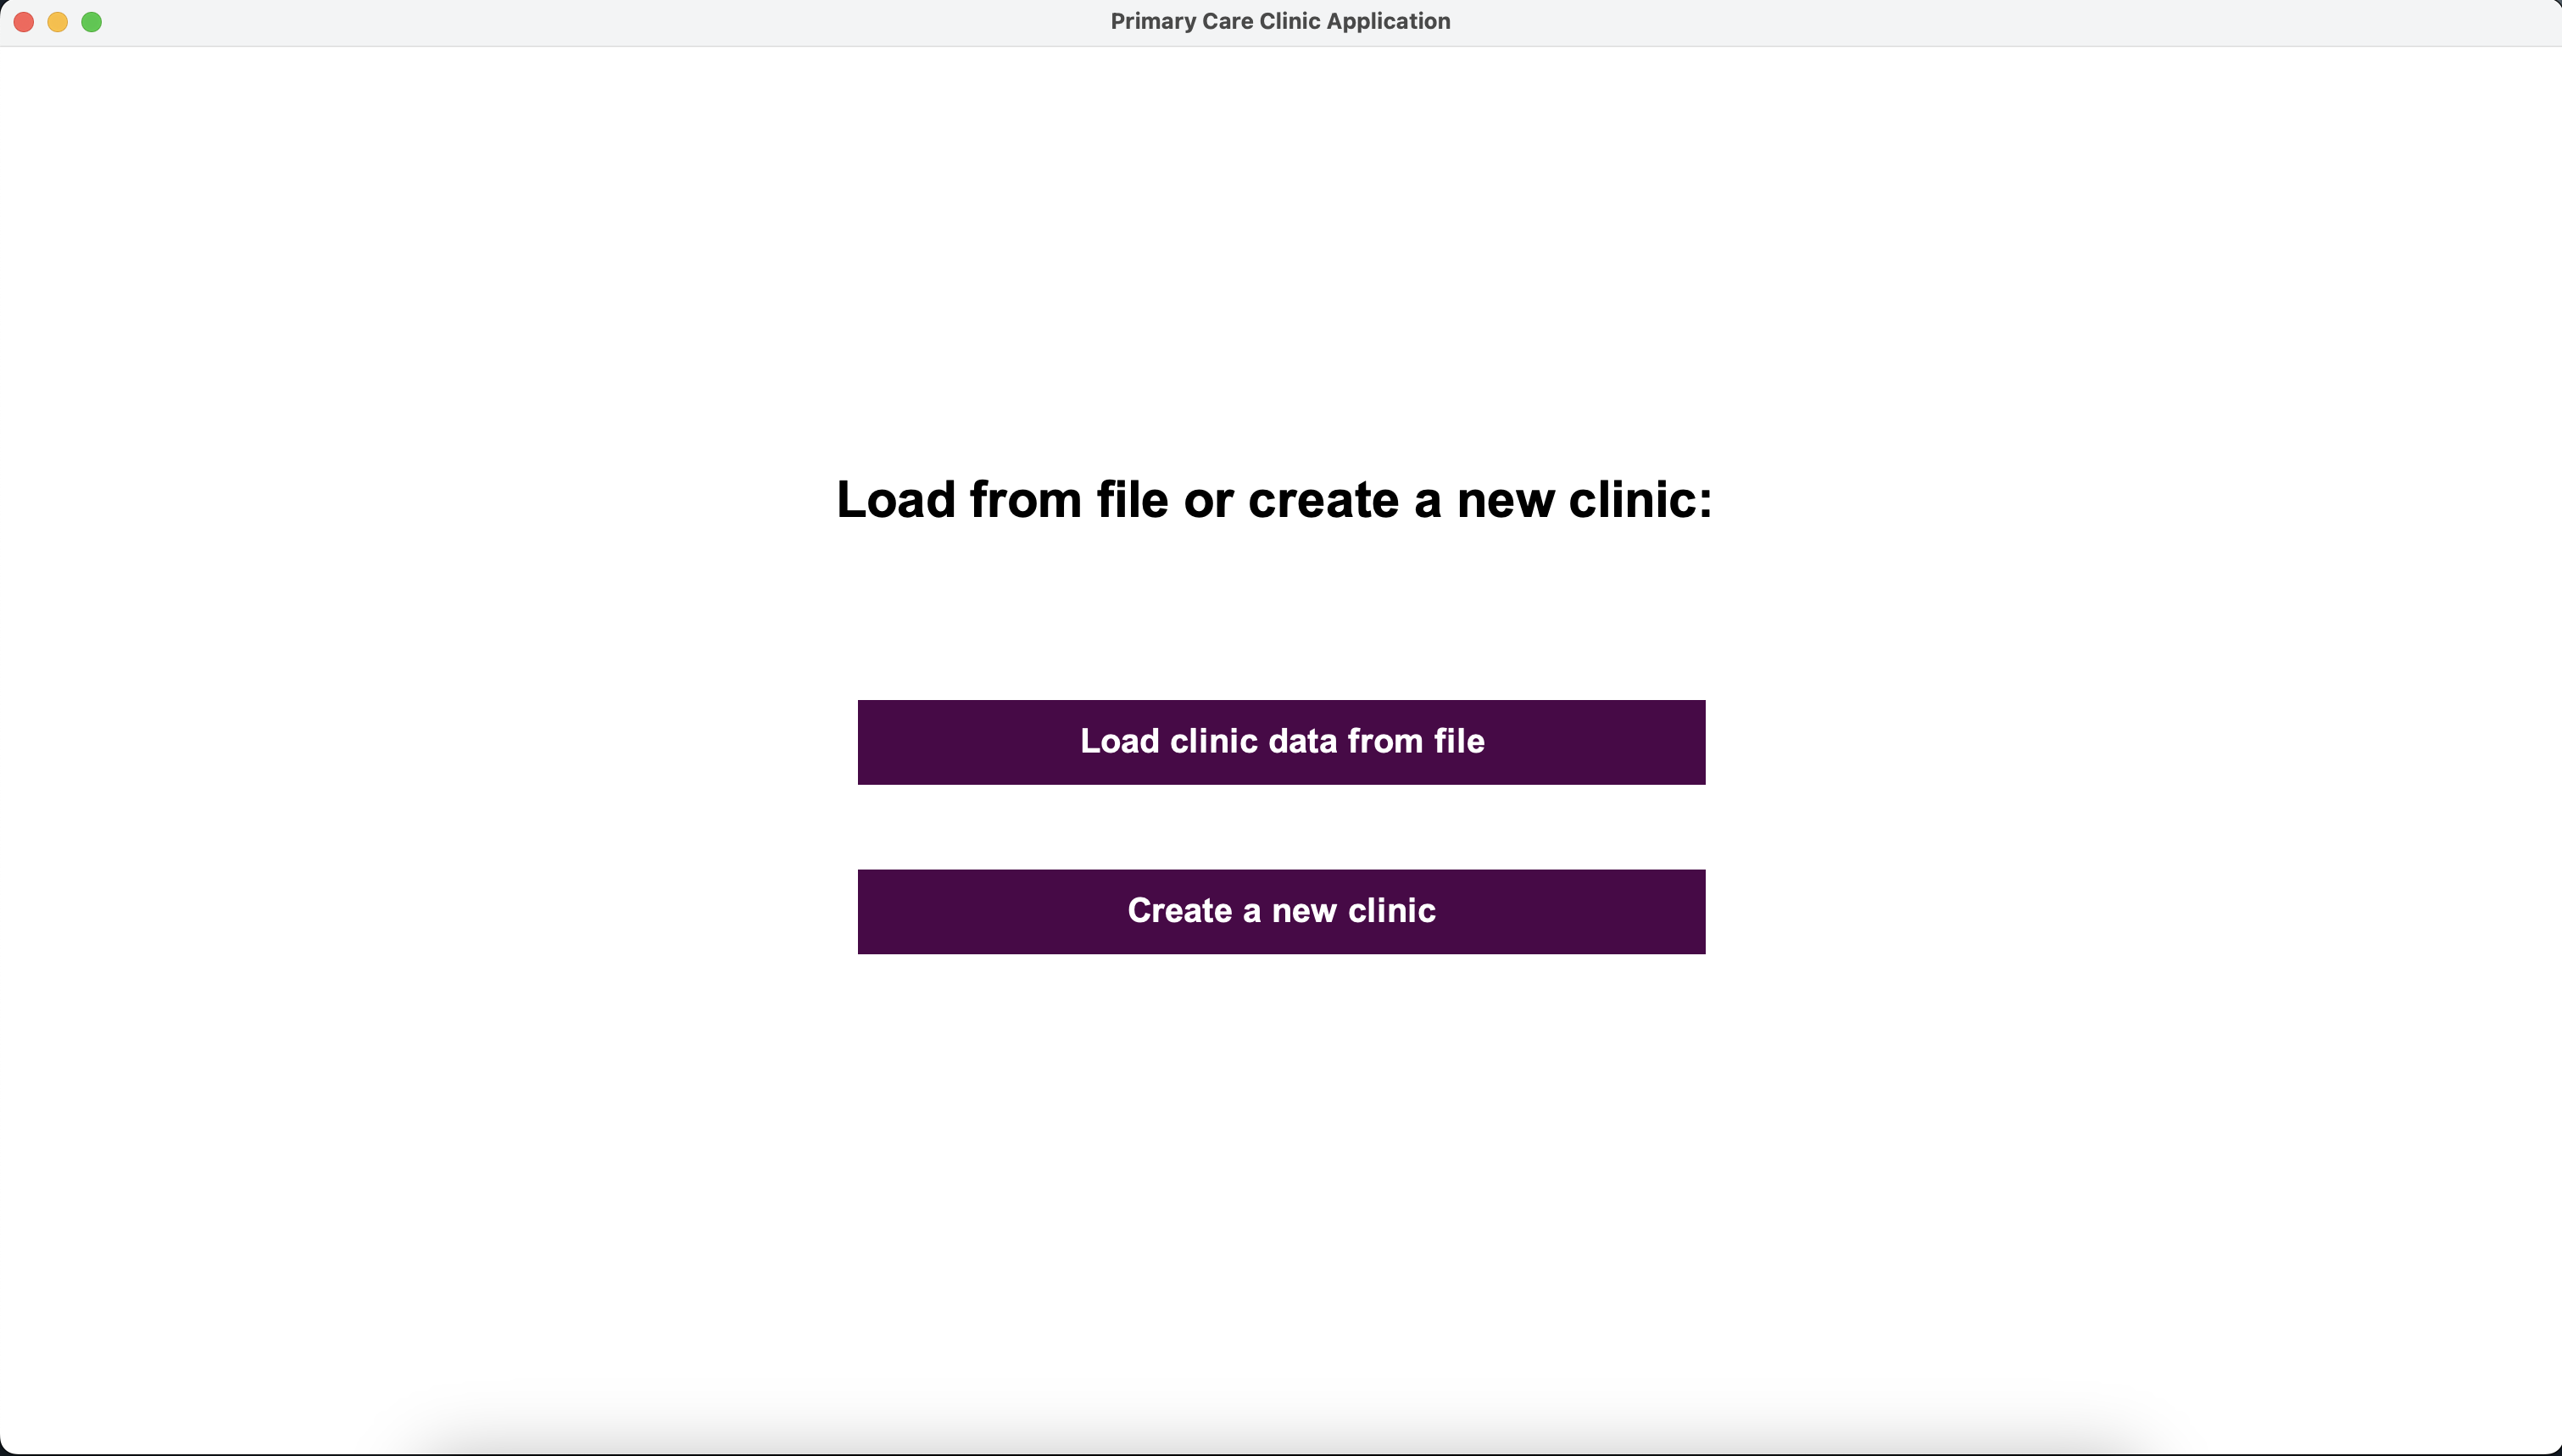 Primary Care Clinic Application
Load from file or create a new clinic:
Load clinic data from file
Create a new clinic